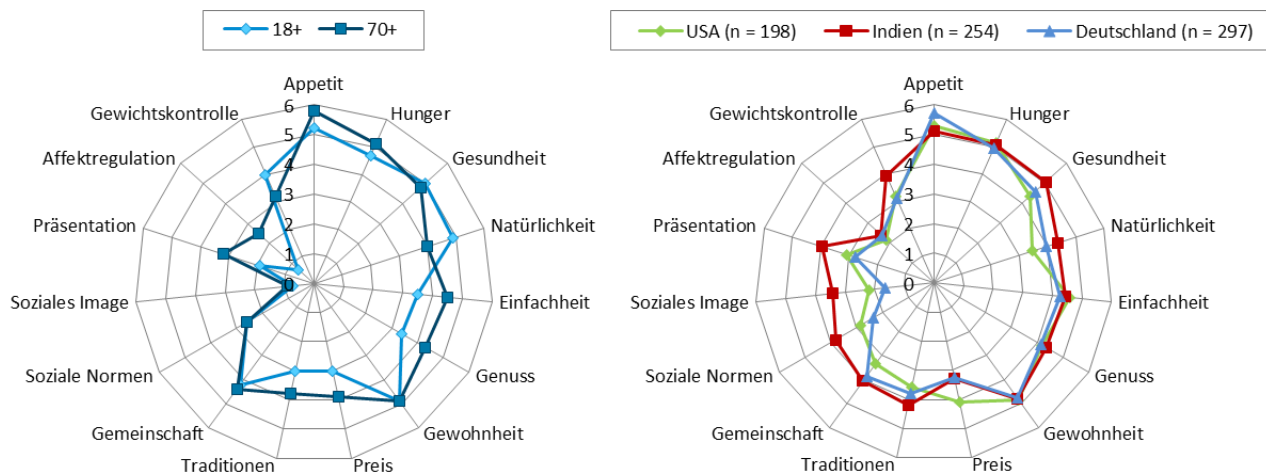 18+ 70+
Appetit
Hunger
Gesundheit
Natürlichkeit
Einfachheit
Genuss
Gewohnheit
Preis
Traditionen
Gemeinschaft
Soziale Normen
Soziales Image
Präsentation
Affektregulation
Gewichtskontrolle
6
5
4
3
2
1
0
USA (n = 198) Indien (n = 254) Deutschland (n = 297)
Appetit
Hunger
Gesundheit
Natürlichkeit
Einfachheit
Genuss
Gewohnheit
Preis
Traditionen
Gemeinschaft
Soziale Normen
Soziales Image
Präsentation
Affektregulation
Gewichtskontrolle
6
5
4
3
2
1
0